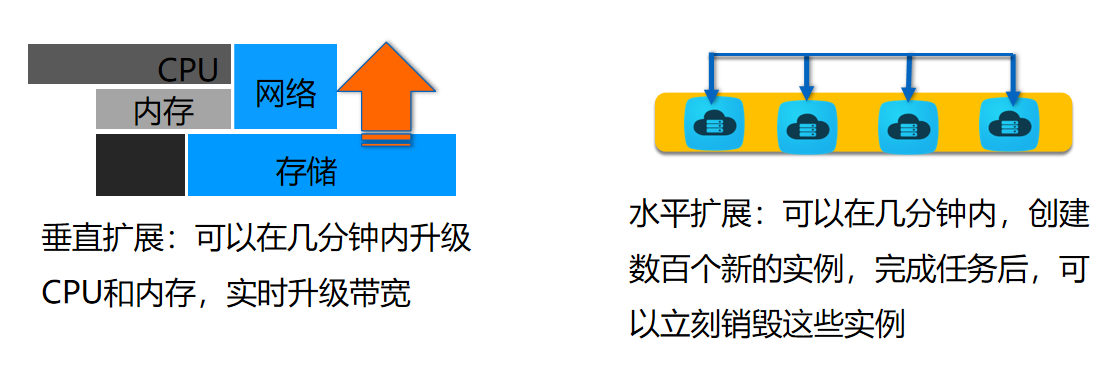 CPU
网络
内存
存储
垂直扩展：可以在几分钟内升级
CPU和内存，实时升级带宽
水平扩展：可以在几分钟内，创建
数百个新的实例，完成任务后，可
以立刻销毁这些实例